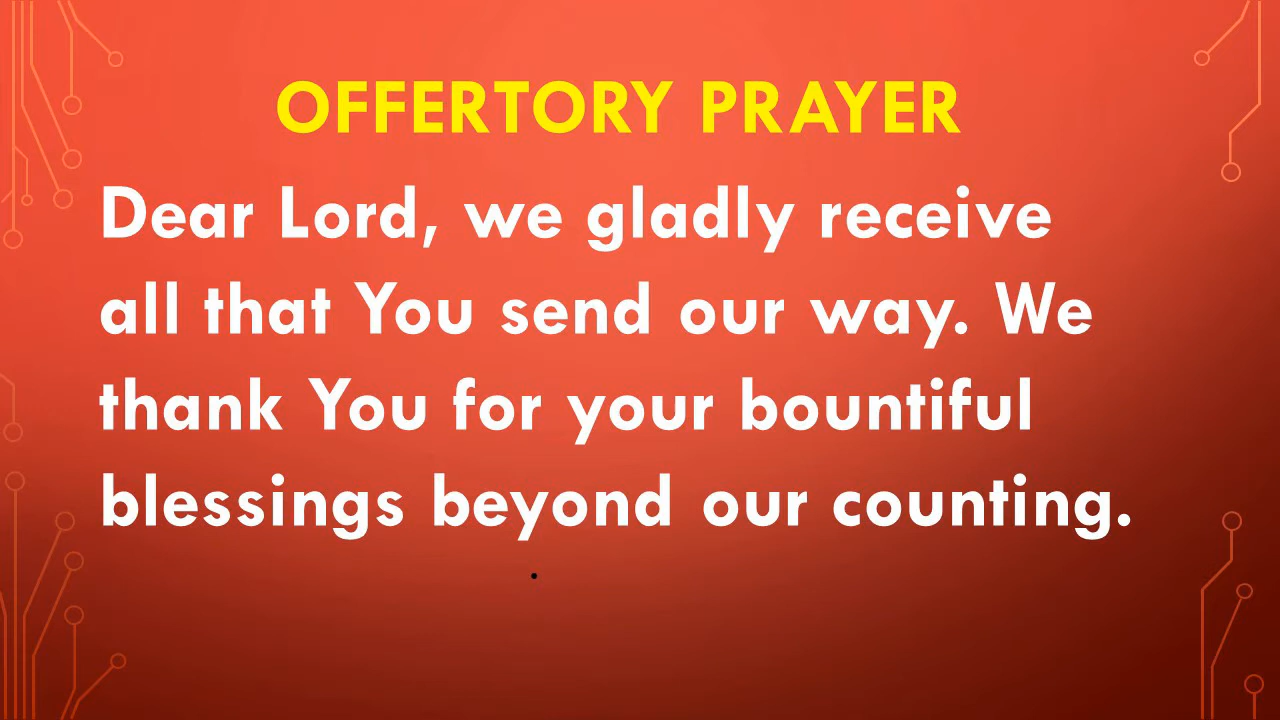 OFFERTORY PRAYER
Dear Lord, we gladly receive
all that You send our way. We
thank You for your bountiful
blessings beyond our counting.
.